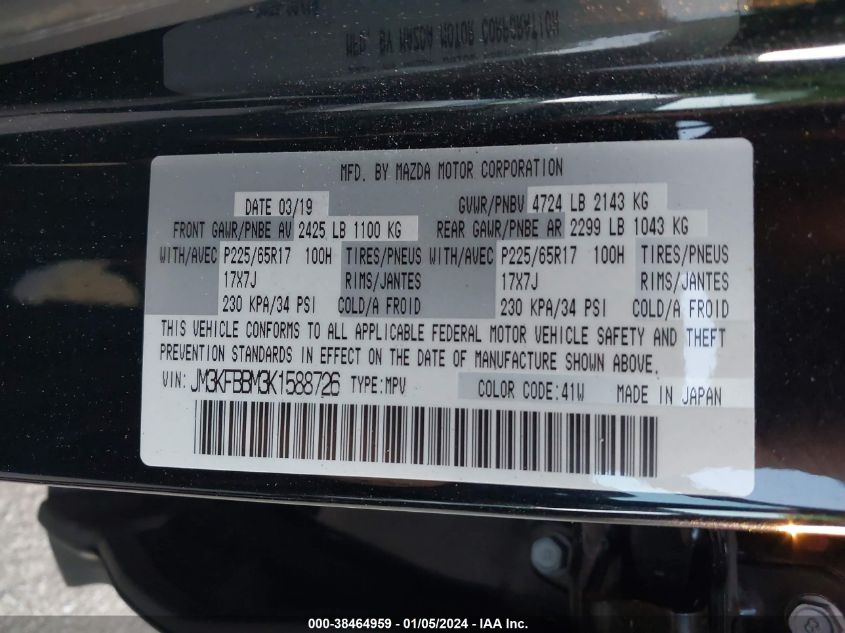 MFD. BY MAZDA MOTOR CORPORATION
MFD. BY MAZDA MOTOR CORPORATION
DATE 03/19 GVWR/PNBV 4724 LB 2143 KG
FRONT GAWR/PNBE AV 2425 LB 1100 KG REAR GAWR/PNBE AR 2299 LB 1043 KG
WITH/AVEC P225/65R17 100H TIRES/PNEUS WITH/AVEC P225/65R17 100H TIRES/PNEUS
17X7J RIMS/JANTES 17X7J RIMS/JANTES
230 KPA/34 PSI COLD/A FROID 230 KPA/34 PSI COLD/A FROID
THIS VEHICLE CONFORMS TO ALL APPLICABLE FEDERAL MOTOR VEHICLE SAFETY AND THEFT
PREVENTION STANDARDS IN EFFECT ON THE DATE OF MANUFACTURE SHOWN ABOVE.
VIN: JM3KFBBM3K1588726 TYPE:MPV COLOR CODE:41W MADE IN JAPAN
000-38464959 - 01/05/2024 - IAA Inc.